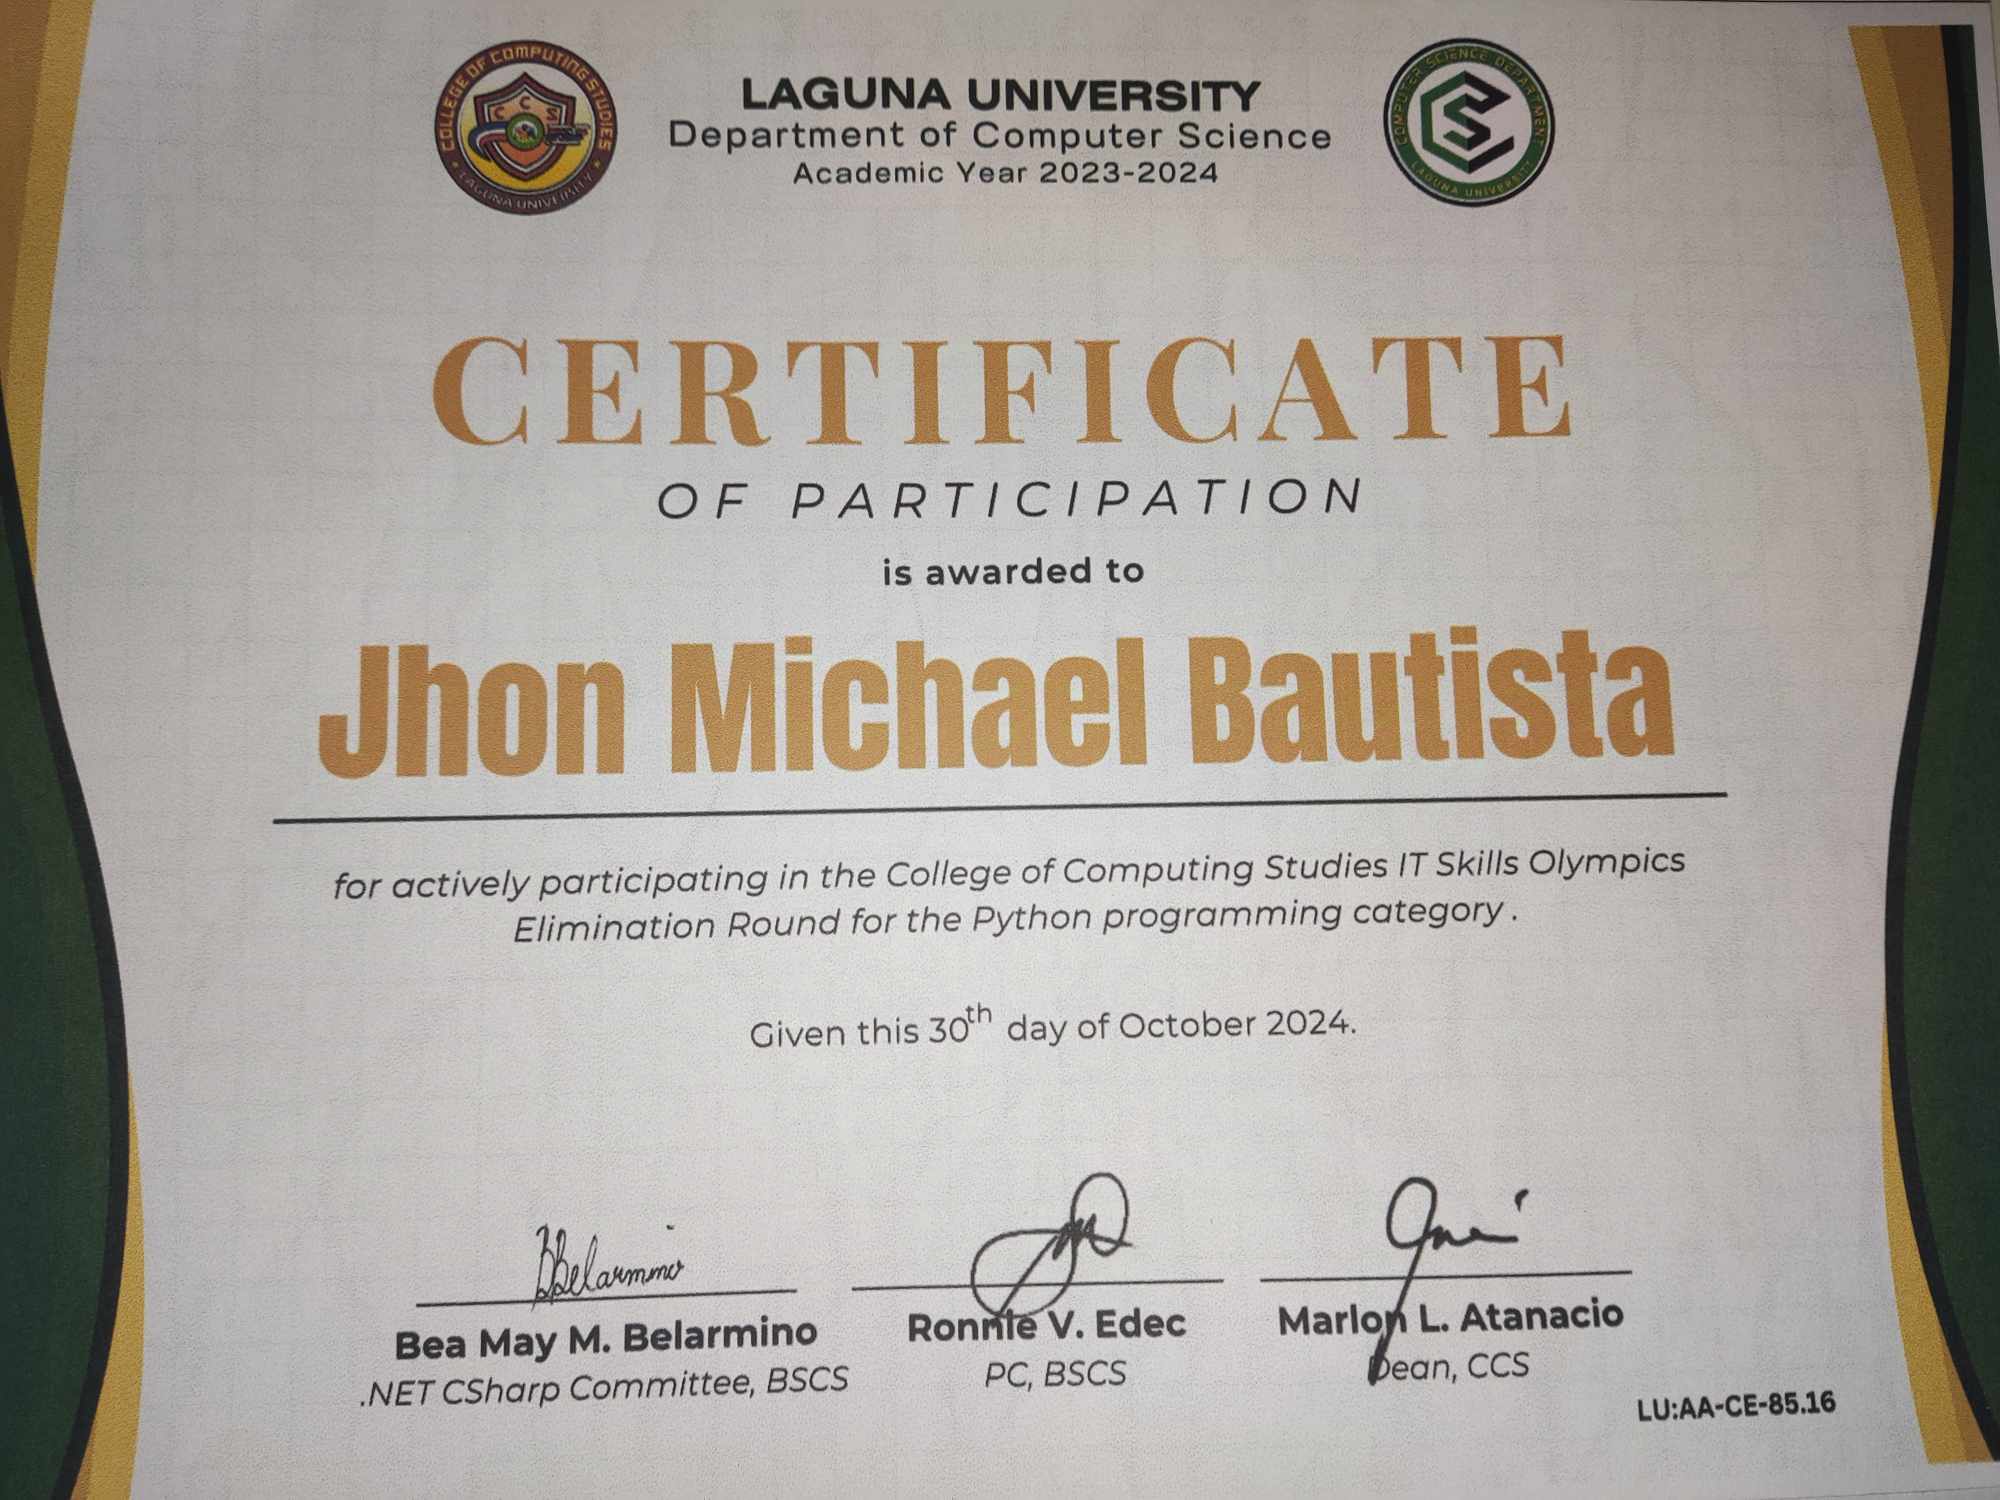 COLLEGE OF COMPUTING STUDIES
CCS
LAGUNA UNIVERSITY
LAGUNA UNIVERSITY
Department of Computer Science
Academic Year 2023-2024
COMPUTER SCIENCE DEPARTMENT
CS
LAGUNA UNIVERSITY
CERTIFICATE
OF PARTICIPATION
is awarded to
Jhon Michael Bautista
for actively participating in the College of Computing Studies IT Skills Olympics
Elimination Round for the Python programming category.
Given this 30th day of October 2024.
BBelarmino
Bea May M. Belarmino
.NET CSharp Committee, BSCS
Ronnie V. Edec
PC, BSCS
Marlon L. Atanacio
Dean, CCS
LU:AA-CE-85.16